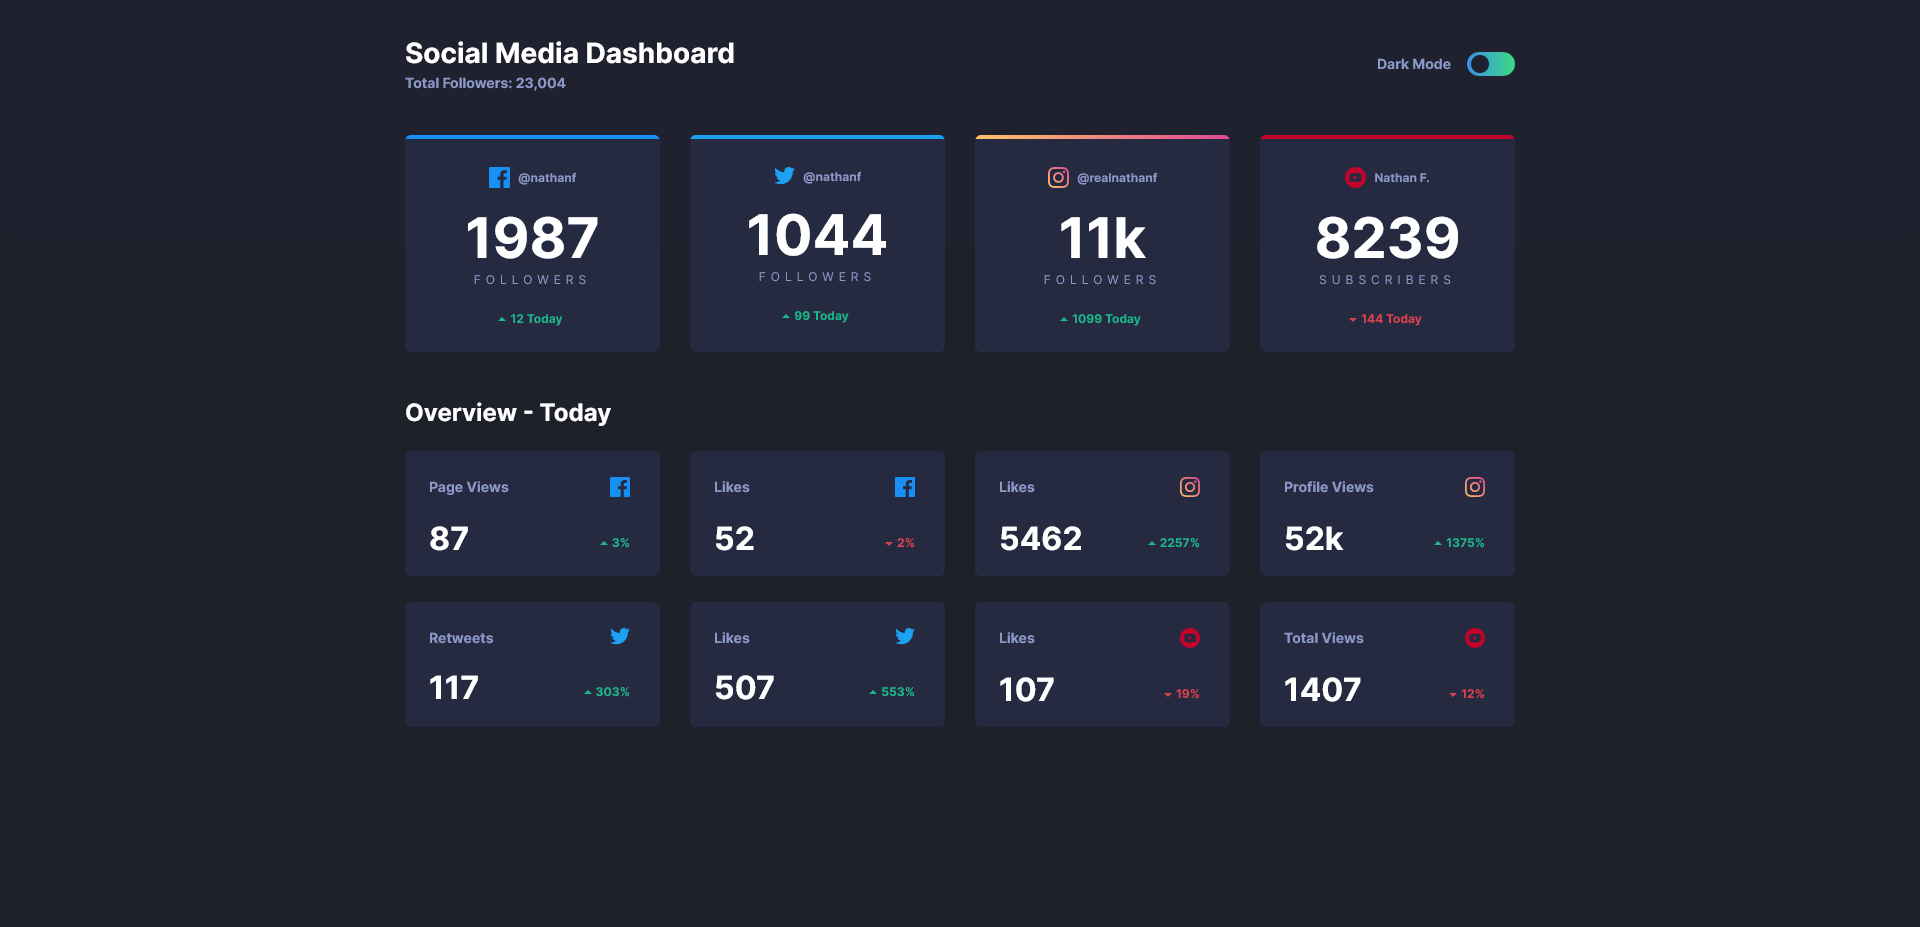 Social Media Dashboard
Total Followers: 23,004
Dark Mode
@nathanf
1987
FOLLOWERS
12 Today
@nathanf
1044
FOLLOWERS
99 Today
@realnathanf
11k
FOLLOWERS
1099 Today
Nathan F.
8239
SUBSCRIBERS
144 Today
Overview - Today
Page Views
87
3%
Likes
52
2%
Likes
5462
2257%
Profile Views
52k
1375%
Retweets
117
303%
Likes
507
553%
Likes
107
19%
Total Views
1407
12%